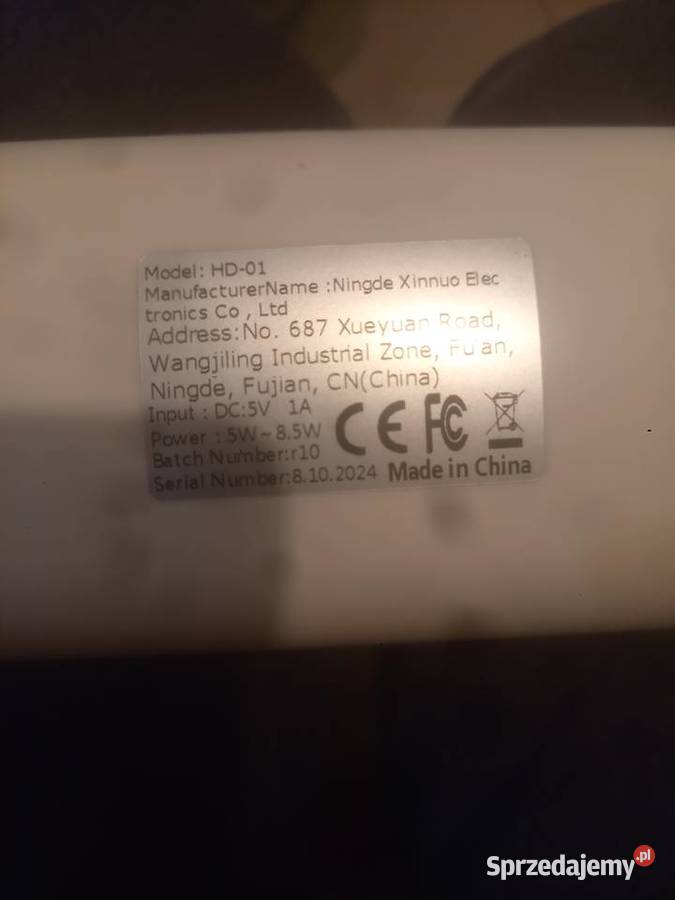 Model: HD-01
ManufacturerName :Ningde Xinnuo Elec
tronics Co , Ltd
Address:No. 687 Xueyuan Road,
Wangjiling Industrial Zone, Fu'an,
Ningde, Fujian, CN(China)
Input : DC:5V 1A
Power : 5W~8.5W
Batch Number:r10
Serial Number:8.10.2024
CE FC
Made in China
Sprzedajemy.pl